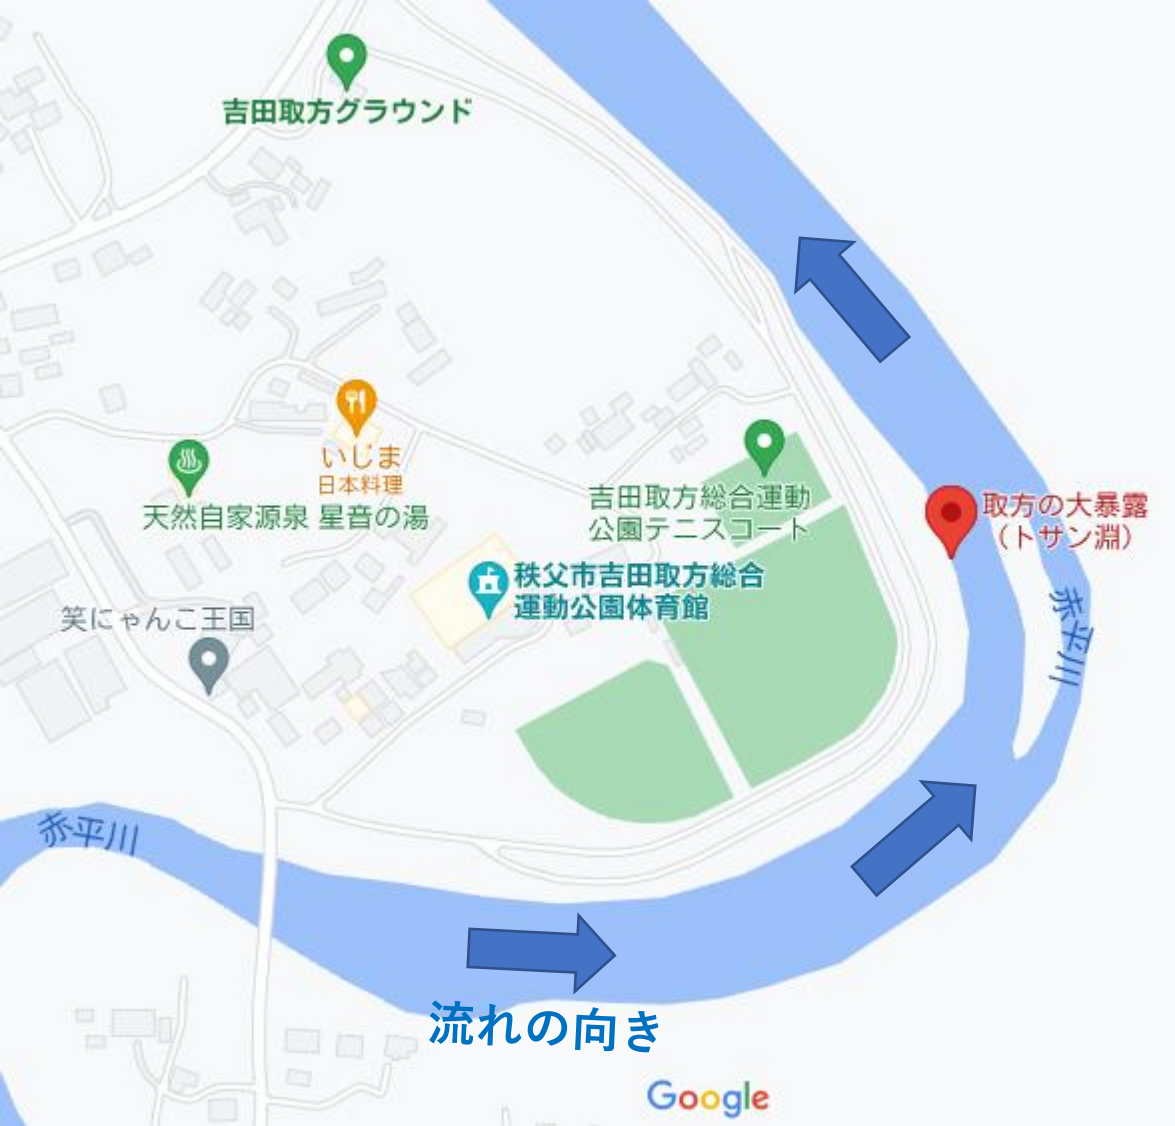 吉田取方グラウンド
いじま
日本料理
天然自家源泉 星音の湯
吉田取方総合運動
公園テニスコート
取方の大暴露
（トサン淵）
秩父市吉田取方総合
運動公園体育館
笑にゃんこ王国
赤平川
赤平川
流れの向き
Google